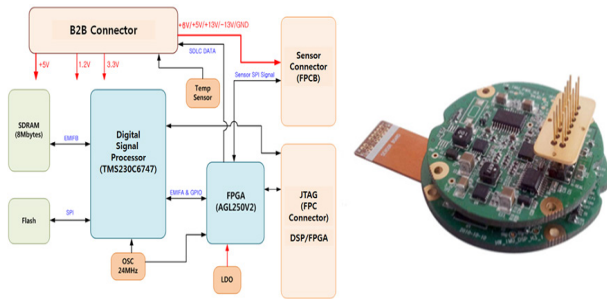 B2B Connector
+6V/+5V/+13V/-13V/GND
SDLC DATA
+5V
1.2V
3.3V
Temp
Sensor
Sensor
Connector
(FPCB)
Sensor SPI Signal
SDRAM
(8Mbytes)
EMIFB
Digital
Signal
Processor
(TMS230C6747)
FPGA
(AGL250V2)
EMIFA & GPIO
JTAG
(FPC
Connector)
DSP/FPGA
Flash
SPI
OSC
24MHz
LDO